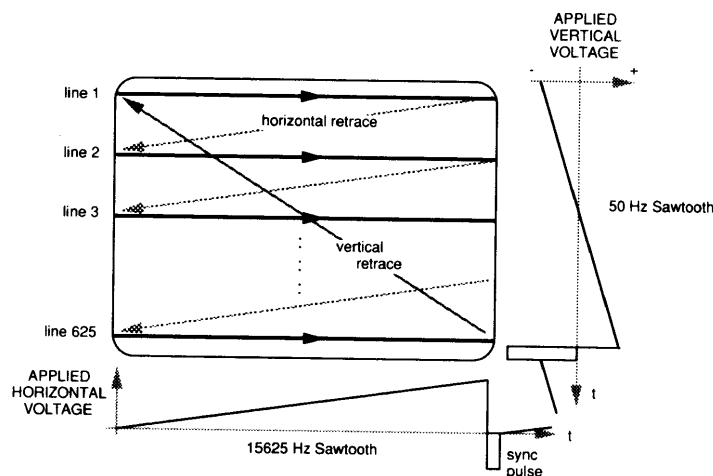 APPLIED
VERTICAL
VOLTAGE
- +
line 1
horizontal retrace
line 2
line 3
50 Hz Sawtooth
vertical
retrace
line 625
APPLIED
HORIZONTAL
VOLTAGE
t
15625 Hz Sawtooth
t
sync
pulse